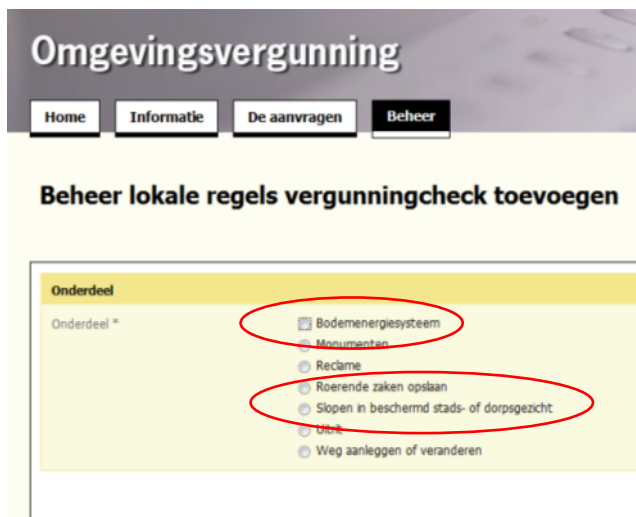 Omgevingsvergunning
Home Informatie De aanvragen Beheer
Beheer lokale regels vergunningcheck toevoegen
Onderdeel
Onderdeel * Bodemenergiesysteem
Monumenten
Reclame
Roerende zaken opslaan
Slopen in beschermd stads- of dorpsgezicht
Uitrit
Weg aanleggen of veranderen